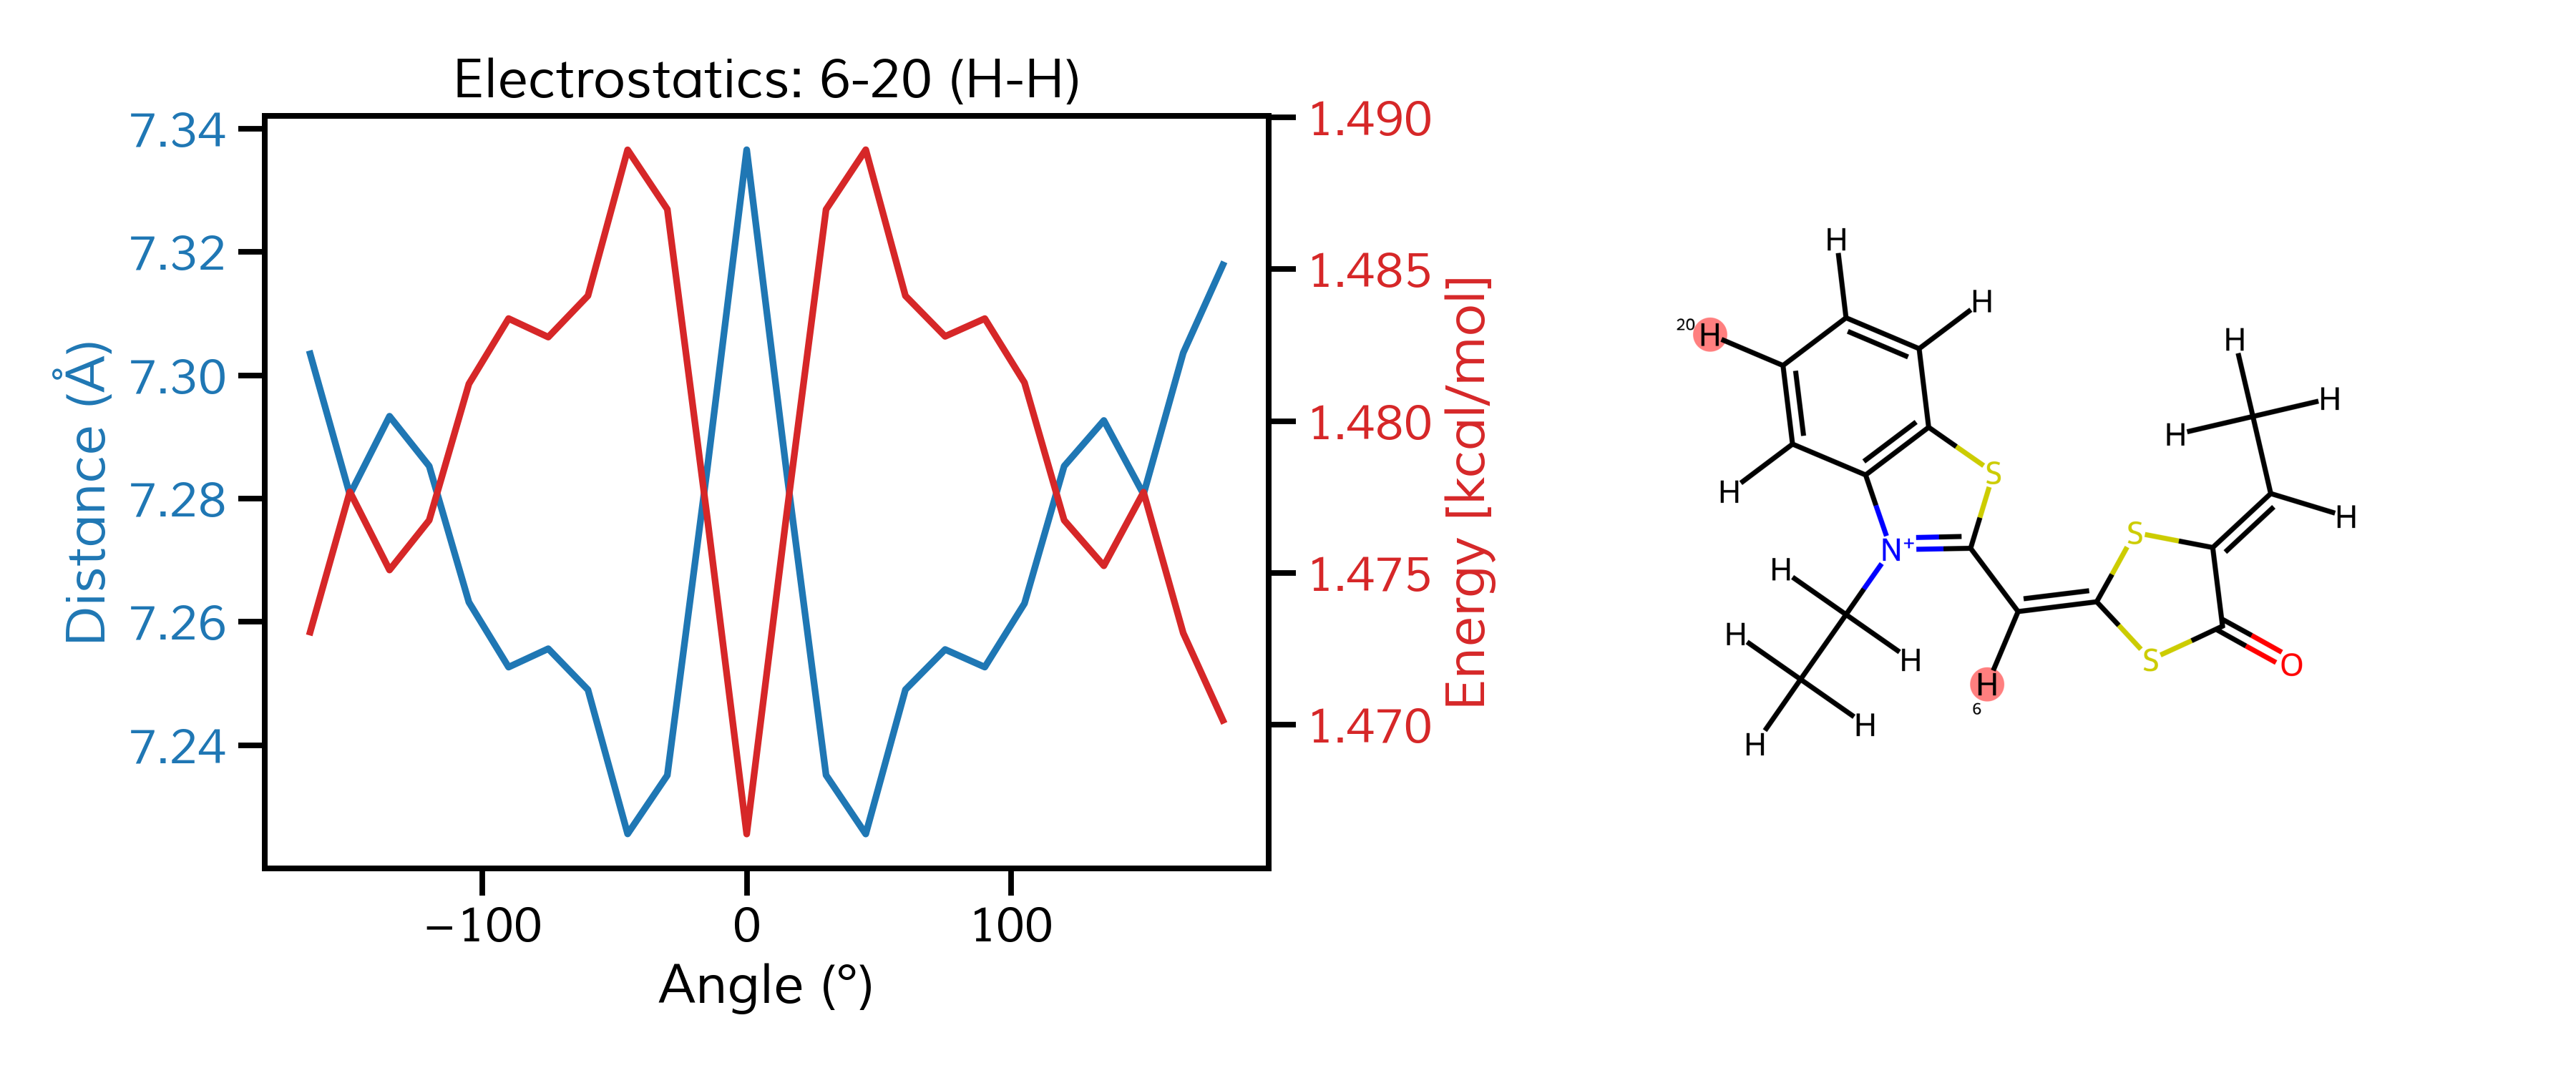 Electrostatics: 6-20 (H-H)
7.34
7.32
7.30
7.28
7.26
7.24
Distance (Å)
1.490
1.485
1.480
1.475
1.470
Energy [kcal/mol]
−100
0
100
Angle (°)
H
H
20
H
H
H
H
H
S
H
S
N+
H
H
H
S
O
H
6
H
H